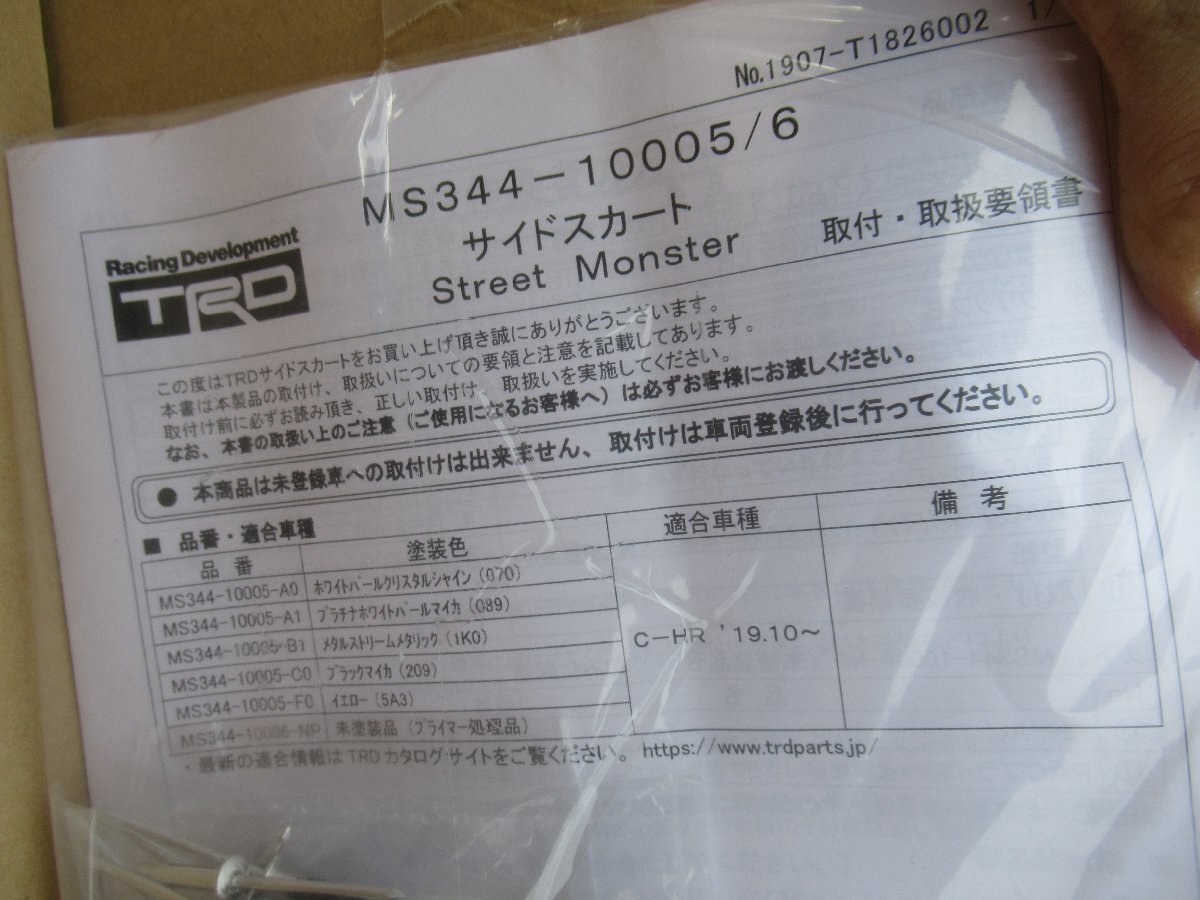 No.1907-T1826002 1/
MS344-10005/6
サイドスカート
Street Monster
取付・取扱要領書
Racing Development
TRD
この度はTRDサイドスカートをお買い上げ頂き誠にありがとうございます。
本書は本製品の取付け、取扱いについての要領と注意を記載してあります。
取付け前に必ずお読み頂き、正しい取付け、取扱いを実施してください。
なお、本書の取扱い上のご注意（ご使用になるお客様へ）は必ずお客様にお渡しください。
● 本商品は未登録車への取付けは出来ません、取付けは車両登録後に行ってください。
■ 品番・適合車種
品番 塗装色 適合車種 備考
MS344-10005-A0 ホワイトパールクリスタルシャイン（070）
MS344-10005-A1 プラチナホワイトパールマイカ（089）
MS344-10005-B1 メタルストリームメタリック（1K0）
C-HR '19.10～
MS344-10005-C0 ブラックマイカ（209）
MS344-10005-F0 イエロー（5A3）
MS344-10006-NP 未塗装品（プライマー処理品）
・最新の適合情報はTRDカタログサイトをご覧ください。 https://www.trdparts.jp/